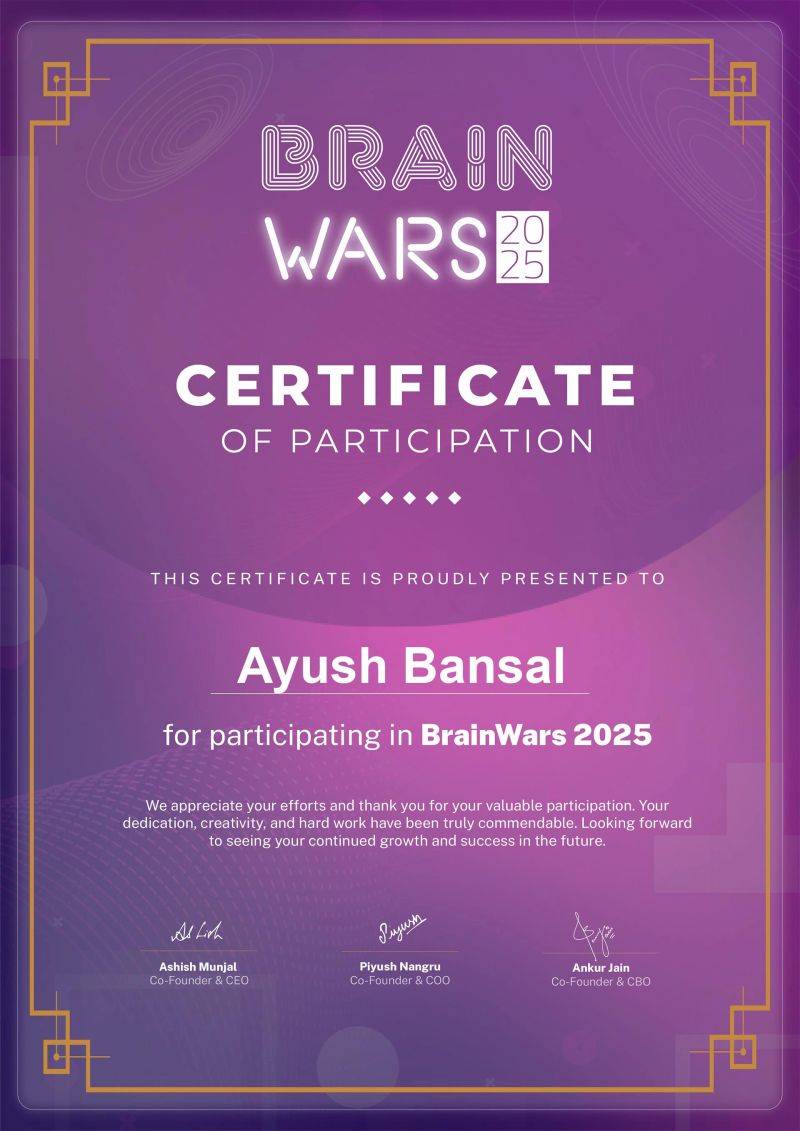 BRAIN
WARS 20
25
CERTIFICATE
OF PARTICIPATION
THIS CERTIFICATE IS PROUDLY PRESENTED TO
Ayush Bansal
for participating in BrainWars 2025
We appreciate your efforts and thank you for your valuable participation. Your
dedication, creativity, and hard work have been truly commendable. Looking forward
to seeing your continued growth and success in the future.
Piyush
Ashish Munjal
Co-Founder & CEO
Piyush Nangru
Co-Founder & COO
Ankur Jain
Co-Founder & CBO